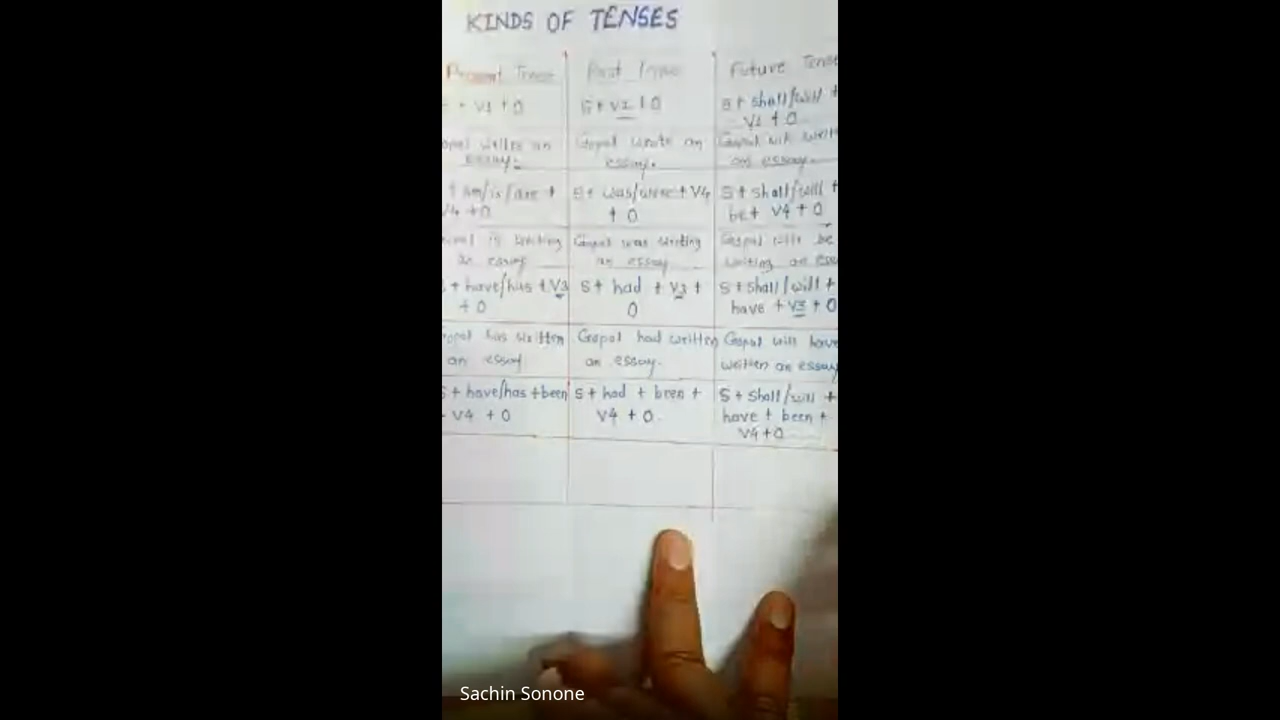 KINDS OF TENSES
Present Tense
Past Tense
Future Tense
+ V1 + O
S + V2 + O
S + shall/will +
V1 + O
writes an
essay.
Gopal wrote an
essay.
Gopal will write
an essay.
+ am/is/are +
V4 + O
S + was/were + V4
+ O
S + shall/will +
be + V4 + O
is writing
an essay
Gopal was writing
an essay
Gopal will be
writing an ess
+ have/has + V3
+ O
S + had + V3 +
O
S + shall/will +
have + V3 + O
opal has written
an essay
Gopal had written
an essay.
Gopal will have
written an essay
S + have/has + been
V4 + O
S + had + been +
V4 + O.
S + Shall/will +
have + been +
V4 + O
Sachin Sonone